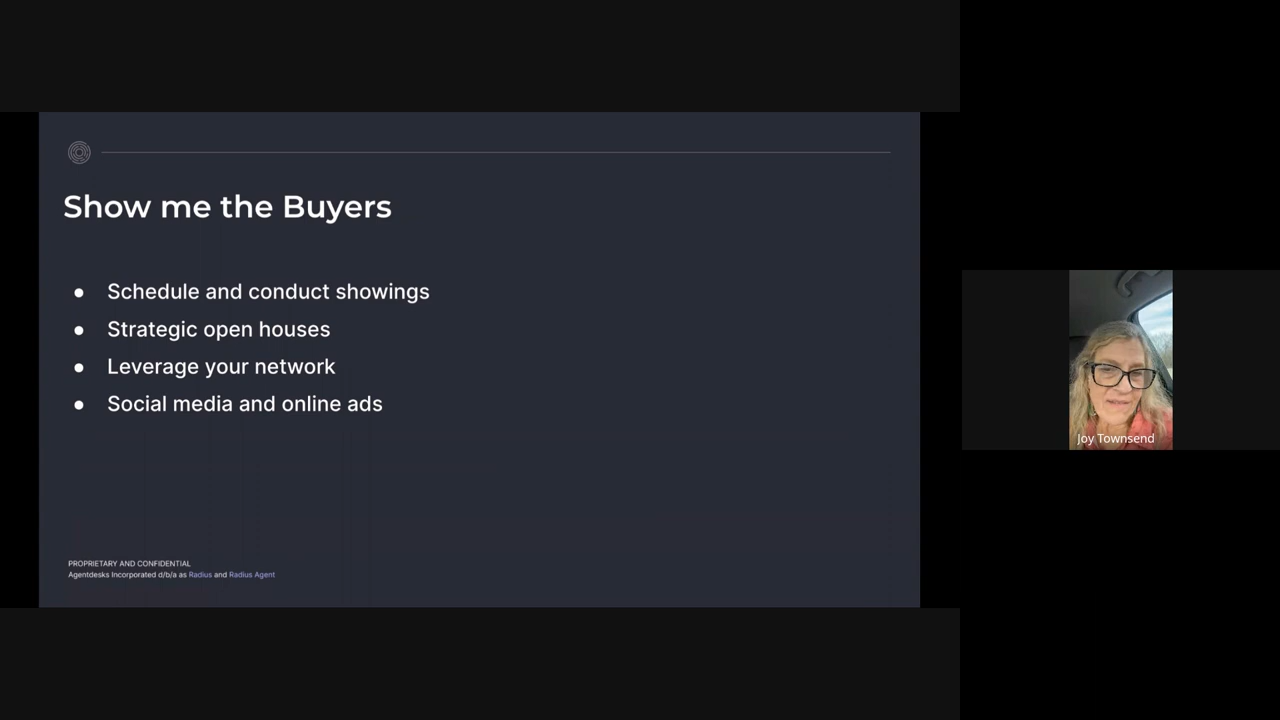 Show me the Buyers
● Schedule and conduct showings
● Strategic open houses
● Leverage your network
● Social media and online ads
PROPRIETARY AND CONFIDENTIAL
Agentdesks Incorporated d/b/a as Radius and Radius Agent
Joy Townsend